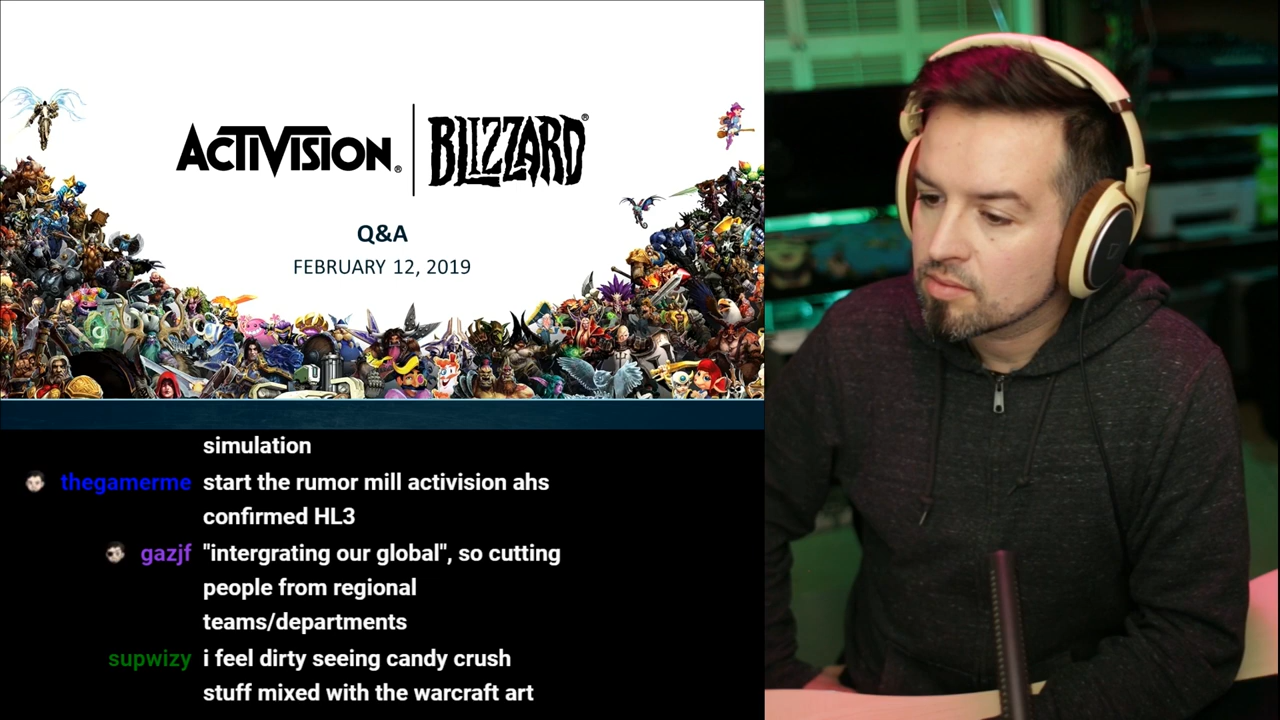 ACTIVISION® BLIZZARD®
Q&A
FEBRUARY 12, 2019
simulation
thegamerme start the rumor mill activision ahs
confirmed HL3
gazjf "intergrating our global", so cutting
people from regional
teams/departments
supwizy i feel dirty seeing candy crush
stuff mixed with the warcraft art